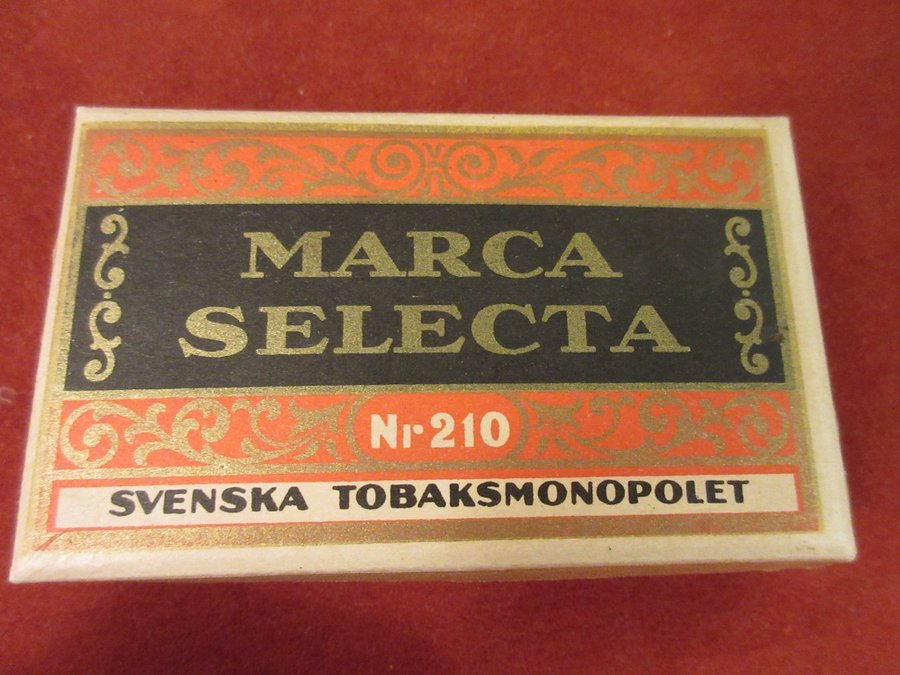 MARCA
SELECTA
Nr 210
SVENSKA TOBAKSMONOPOLET